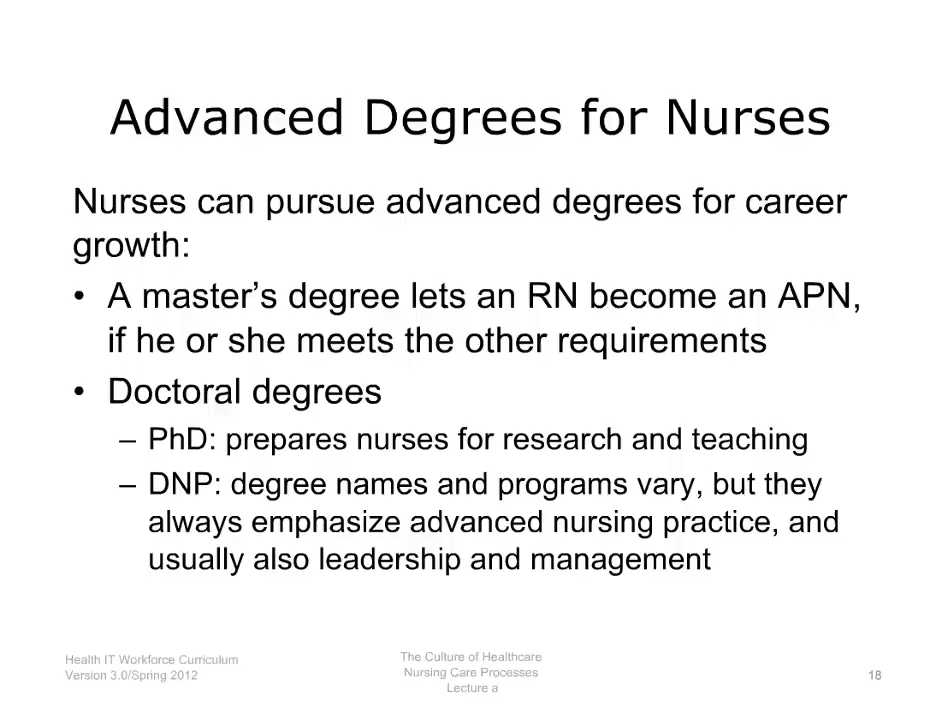 Advanced Degrees for Nurses
Nurses can pursue advanced degrees for career
growth:
• A master’s degree lets an RN become an APN,
if he or she meets the other requirements
• Doctoral degrees
– PhD: prepares nurses for research and teaching
– DNP: degree names and programs vary, but they
always emphasize advanced nursing practice, and
usually also leadership and management
Health IT Workforce Curriculum
Version 3.0/Spring 2012
The Culture of Healthcare
Nursing Care Processes
Lecture a
18